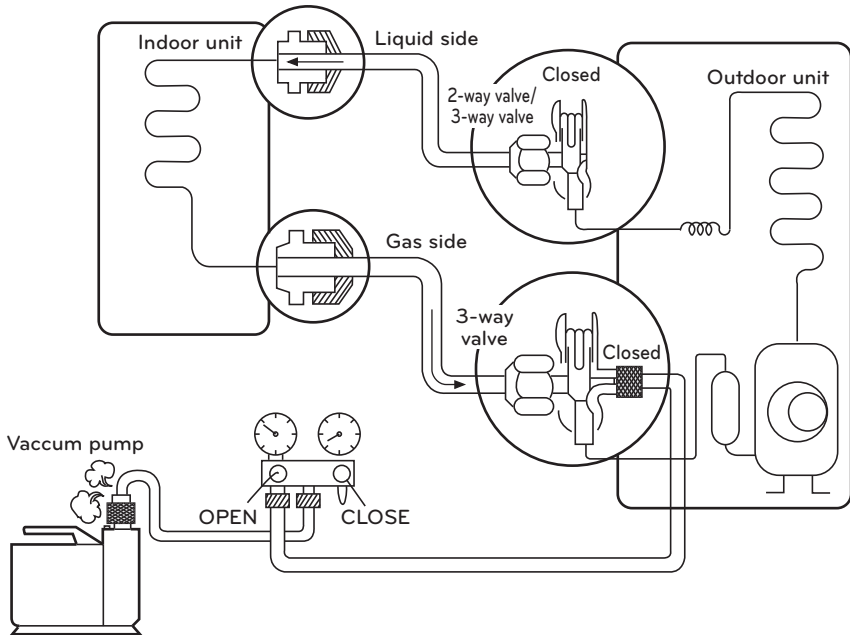 Indoor unit
Liquid side
Closed
2-way valve/
3-way valve
Outdoor unit
Gas side
3-way
valve
Closed
Vaccum pump
OPEN
CLOSE